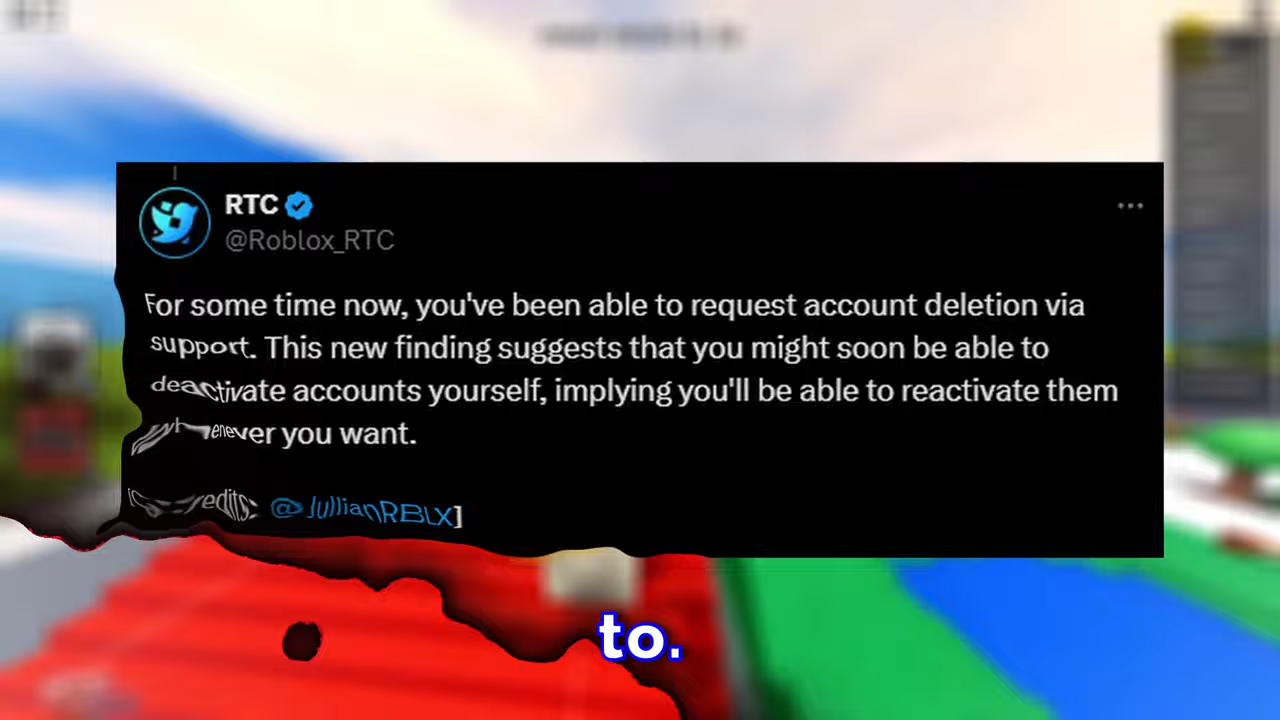 RTC
@Roblox_RTC
For some time now, you've been able to request account deletion via
support. This new finding suggests that you might soon be able to
deactivate accounts yourself, implying you'll be able to reactivate them
whenever you want.
credits: @JullianRBLX]
to.